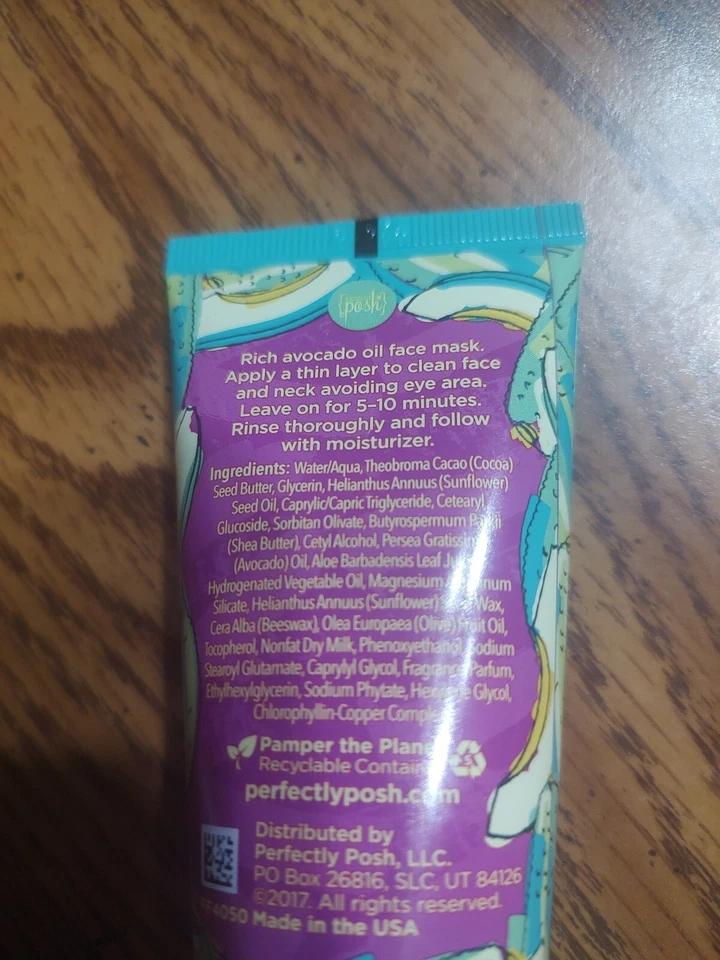 {posh}
Rich avocado oil face mask.
Apply a thin layer to clean face
and neck avoiding eye area.
Leave on for 5–10 minutes.
Rinse thoroughly and follow
with moisturizer.
Ingredients: Water/Aqua, Theobroma Cacao (Cocoa)
Seed Butter, Glycerin, Helianthus Annuus (Sunflower)
Seed Oil, Caprylic/Capric Triglyceride, Cetearyl
Glucoside, Sorbitan Olivate, Butyrospermum
(Shea Butter), Cetyl Alcohol, Persea
(Avocado) Oil, Aloe Barbadensis Leaf
Hydrogenated Vegetable Oil, Magnesium
Silicate, Helianthus Annuus (Sunflower) Wax,
Cera Alba (Beeswax), Olea Europaea (Olive) Fruit Oil,
Tocopherol, Nonfat Dry Milk, Phenoxyethanol, Sodium
Stearoyl Glutamate, Caprylyl Glycol, Fragrance/Parfum,
Ethylhexylglycerin, Sodium Phytate, Glycol,
Chlorophyllin-Copper
Pamper the
Recyclable
perfectlyposh.com
Distributed by
Perfectly Posh, LLC.
PO Box 26816, SLC, UT 84126
©2017. All rights reserved.
Made in the USA